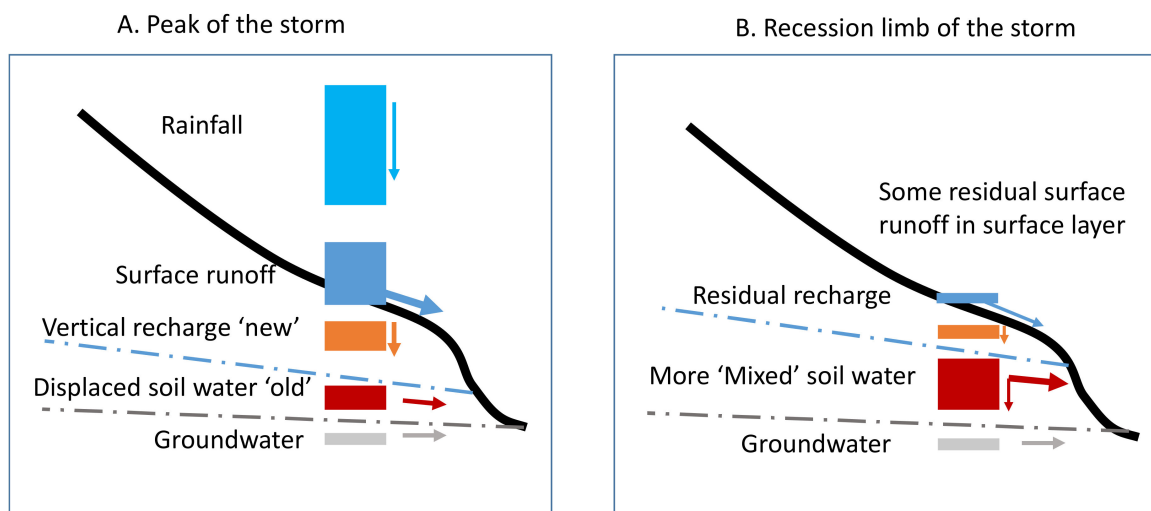 A. Peak of the storm
Rainfall
Surface runoff
Vertical recharge ‘new’
Displaced soil water ‘old’
Groundwater
B. Recession limb of the storm
Some residual surface
runoff in surface layer
Residual recharge
More ‘Mixed’ soil water
Groundwater